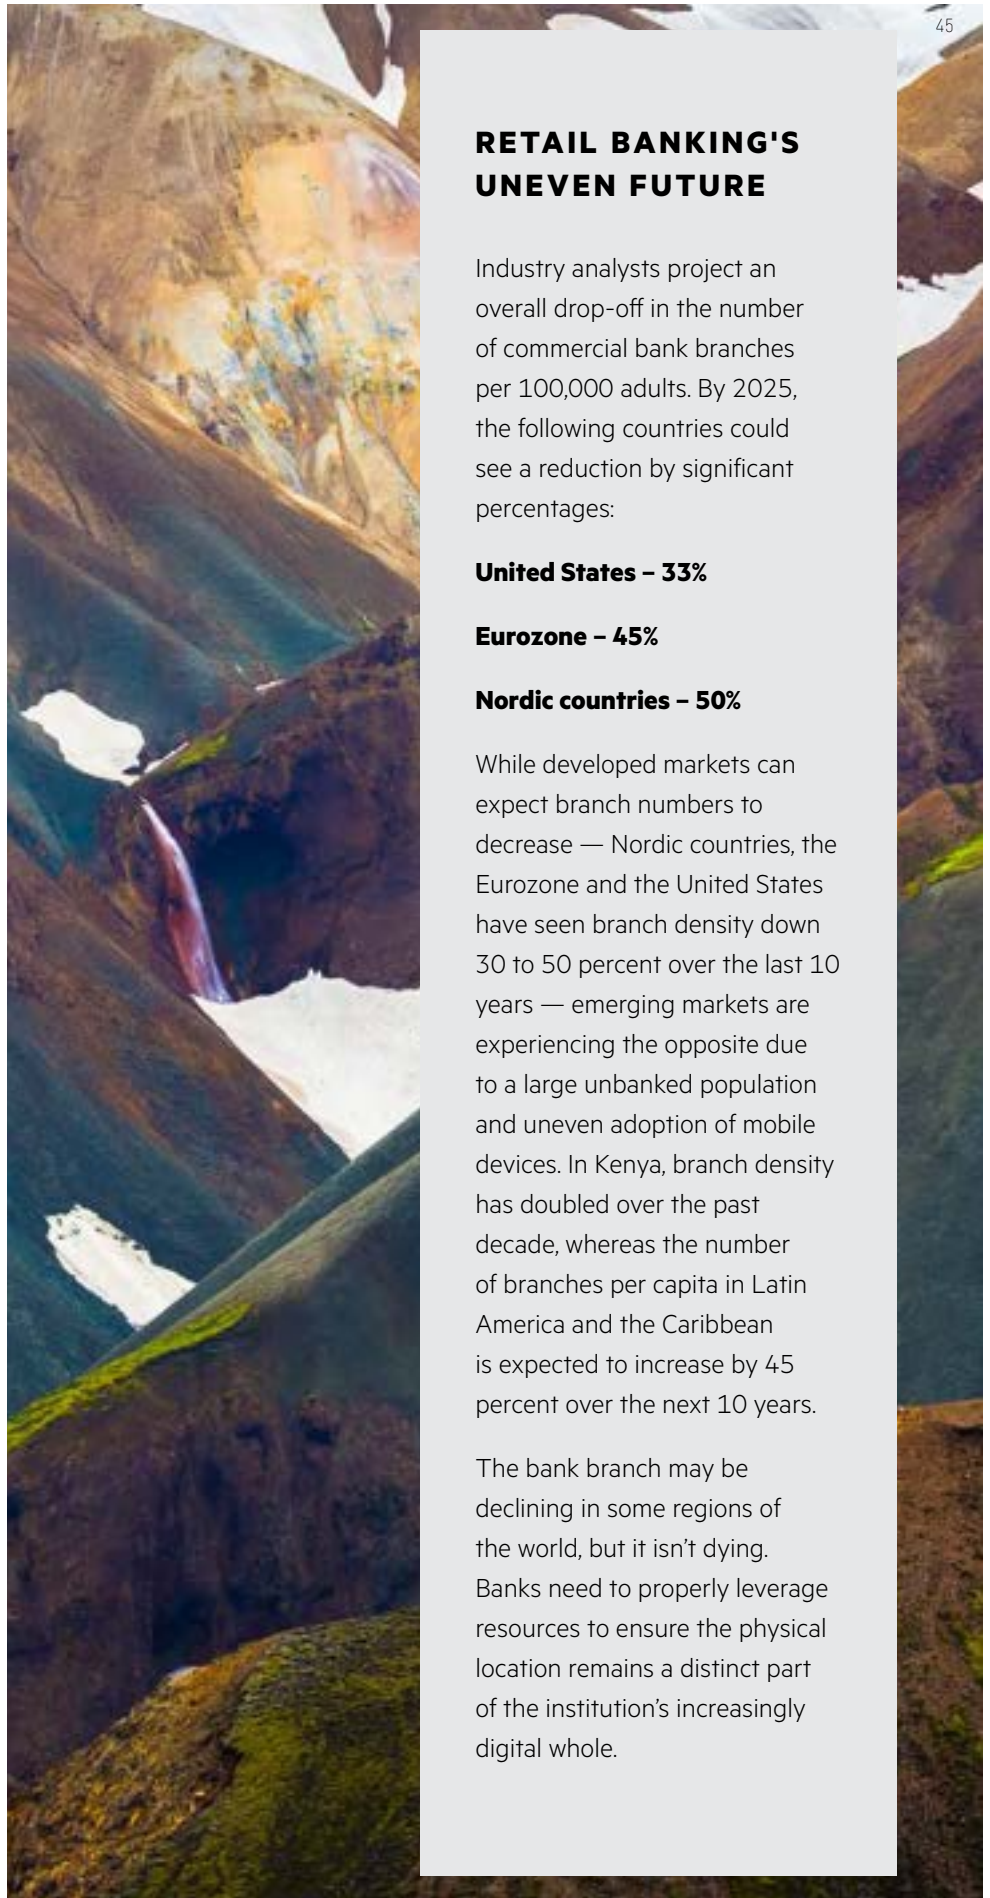 45
RETAIL BANKING'S
UNEVEN FUTURE
Industry analysts project an
overall drop-off in the number
of commercial bank branches
per 100,000 adults. By 2025,
the following countries could
see a reduction by significant
percentages:
United States – 33%
Eurozone – 45%
Nordic countries – 50%
While developed markets can
expect branch numbers to
decrease — Nordic countries, the
Eurozone and the United States
have seen branch density down
30 to 50 percent over the last 10
years — emerging markets are
experiencing the opposite due
to a large unbanked population
and uneven adoption of mobile
devices. In Kenya, branch density
has doubled over the past
decade, whereas the number
of branches per capita in Latin
America and the Caribbean
is expected to increase by 45
percent over the next 10 years.
The bank branch may be
declining in some regions of
the world, but it isn’t dying.
Banks need to properly leverage
resources to ensure the physical
location remains a distinct part
of the institution’s increasingly
digital whole.